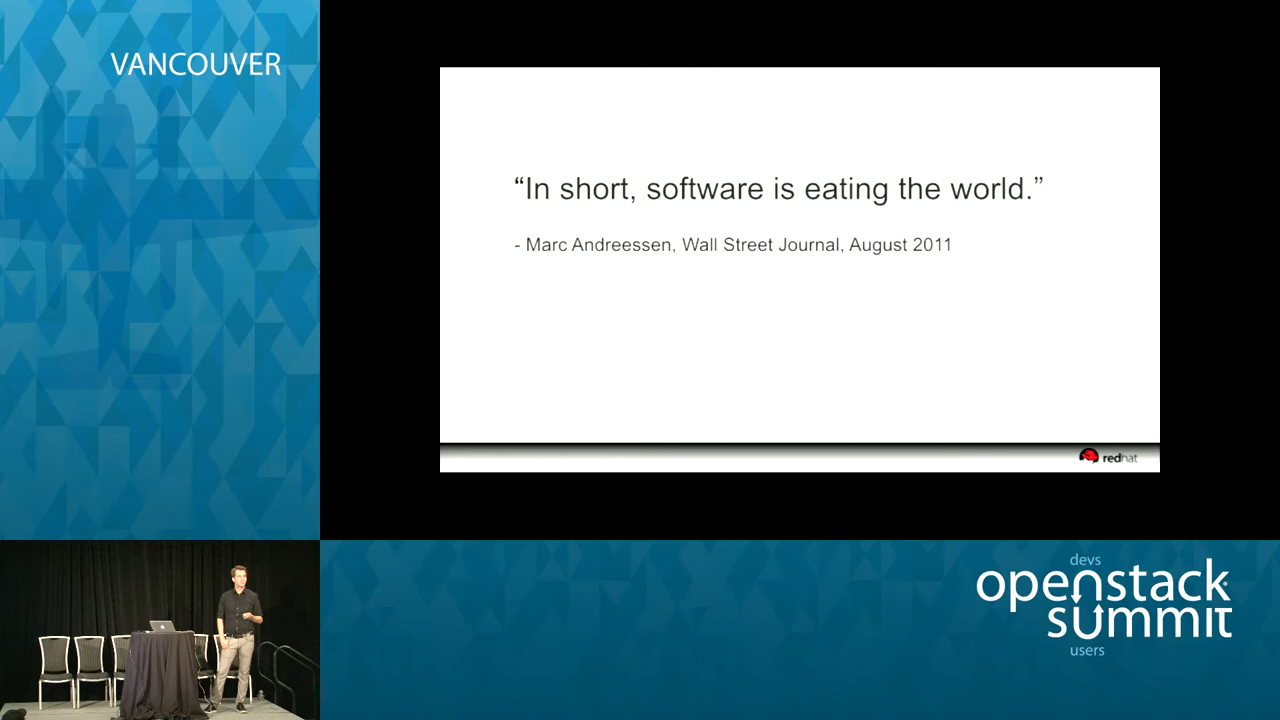 VANCOUVER
“In short, software is eating the world.”
- Marc Andreessen, Wall Street Journal, August 2011
redhat
devs
openstack
summit
users